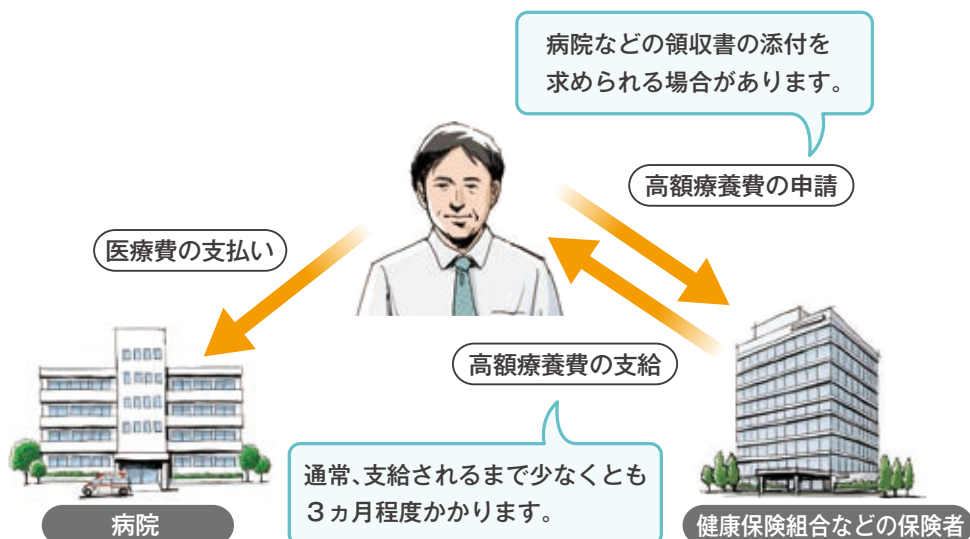 病院などの領収書の添付を
求められる場合があります。
高額療養費の申請
医療費の支払い
高額療養費の支給
通常、支給されるまで少なくとも
３ヵ月程度かかります。
病院
健康保険組合などの保険者